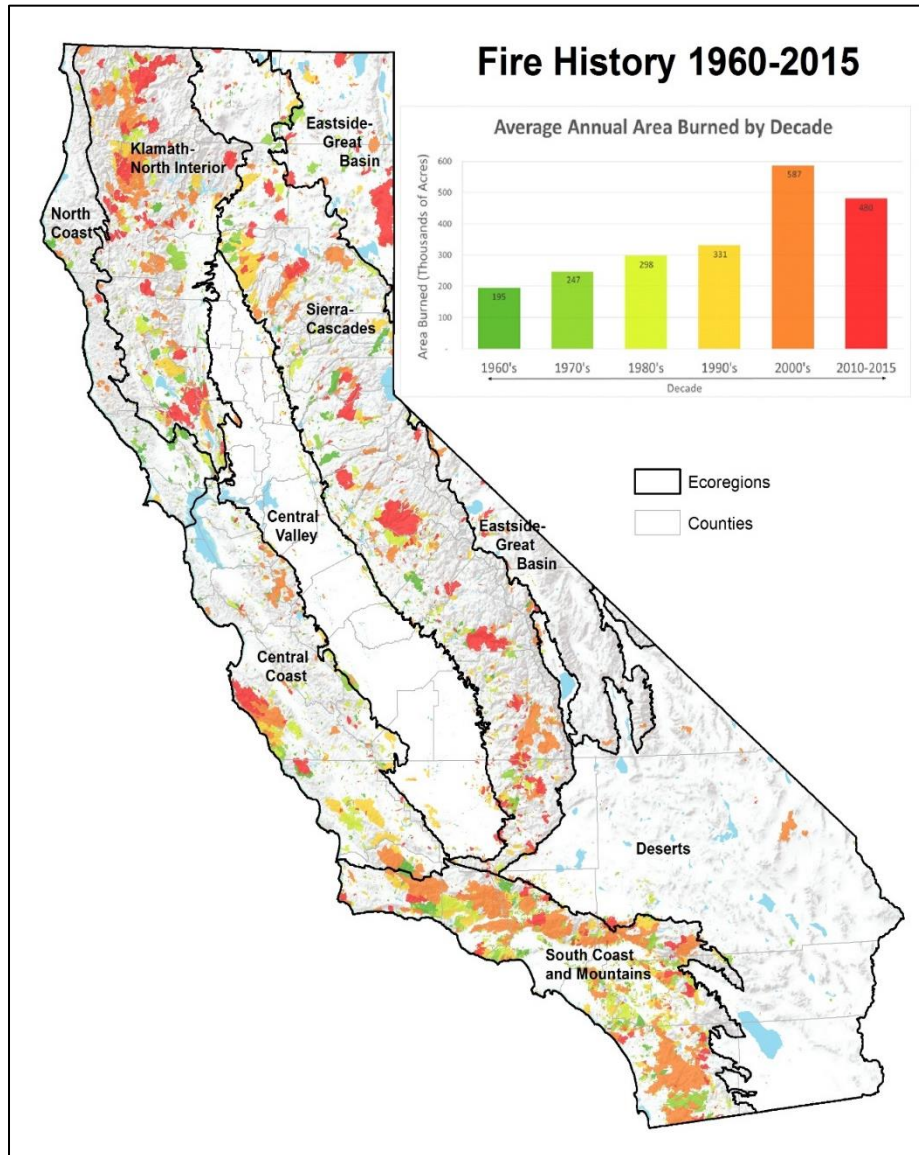 Fire History 1960-2015
Average Annual Area Burned by Decade
Area Burned (Thousands of Acres)
600
500
400
300
200
100
-
195
247
298
331
587
480
1960's
1970's
1980's
1990's
2000's
2010-2015
Decade
Ecoregions
Counties
Klamath-
North Interior
Eastside-
Great
Basin
North
Coast
Sierra-
Cascades
Central
Valley
Eastside-
Great
Basin
Central
Coast
Deserts
South Coast
and Mountains